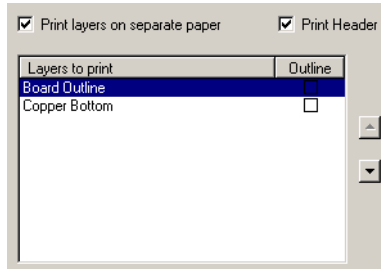 Print layers on separate paper Print Header
Layers to print Outline
Board Outline
Copper Bottom